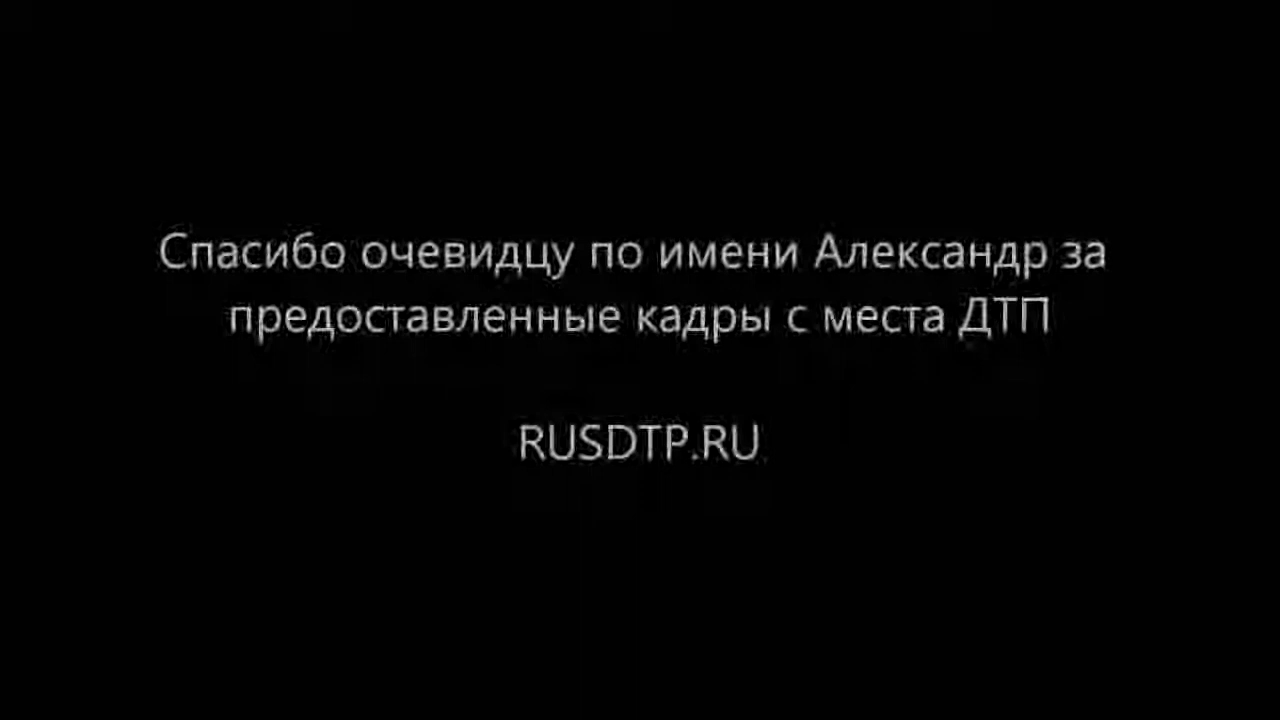 Спасибо очевидцу по имени Александр за
предоставленные кадры с места ДТП
RUSDTP.RU